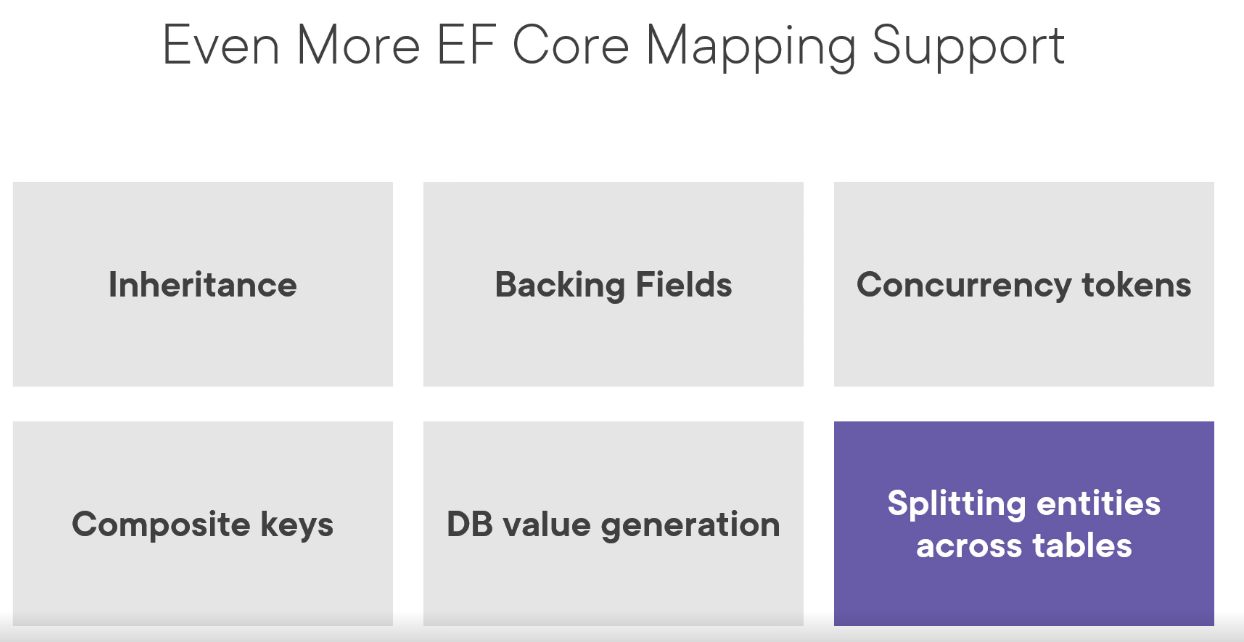 Even More EF Core Mapping Support
Inheritance
Backing Fields
Concurrency tokens
Composite keys
DB value generation
Splitting entities
across tables